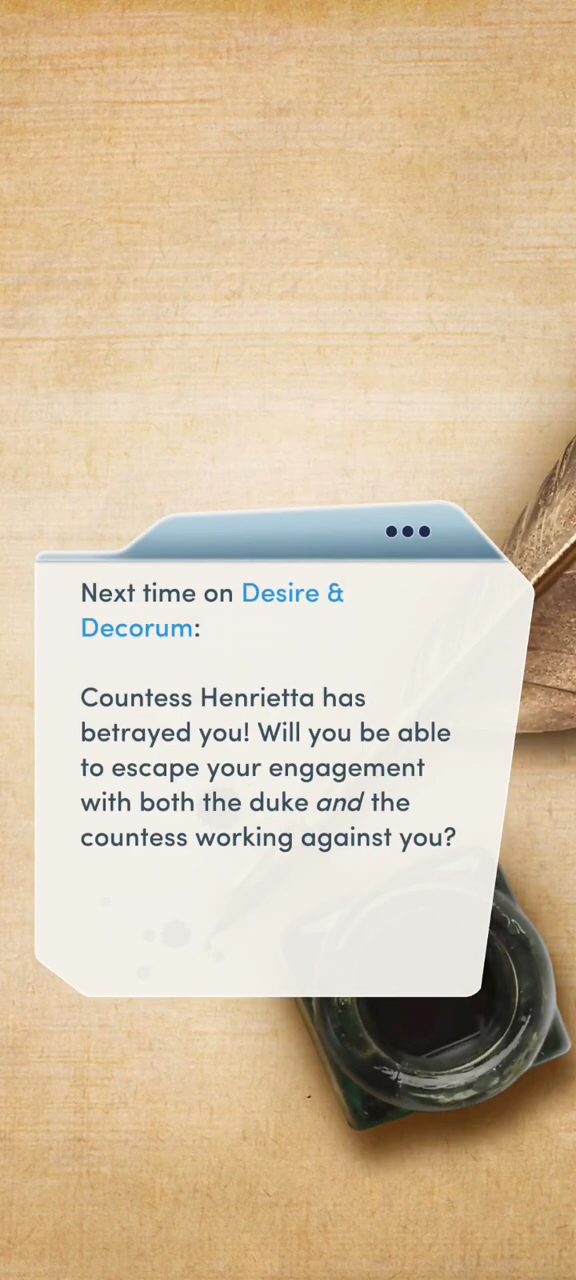 Next time on Desire &
Decorum:
Countess Henrietta has
betrayed you! Will you be able
to escape your engagement
with both the duke and the
countess working against you?